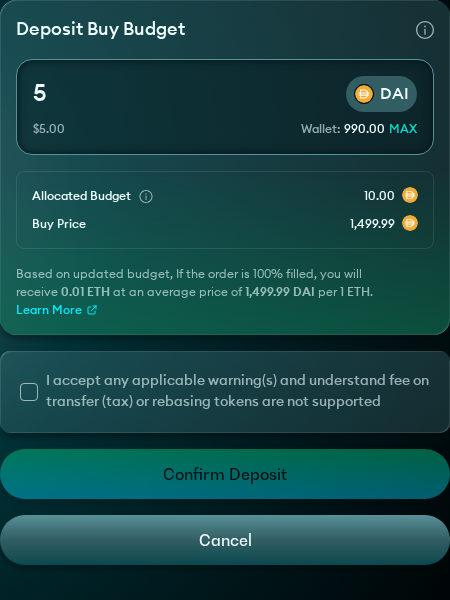 Deposit Buy Budget
5
DAI
$5.00
Wallet: 990.00 MAX
Allocated Budget
10.00
Buy Price
1,499.99
Based on updated budget, If the order is 100% filled, you will
receive 0.01 ETH at an average price of 1,499.99 DAI per 1 ETH.
Learn More
I accept any applicable warning(s) and understand fee on
transfer (tax) or rebasing tokens are not supported
Confirm Deposit
Cancel